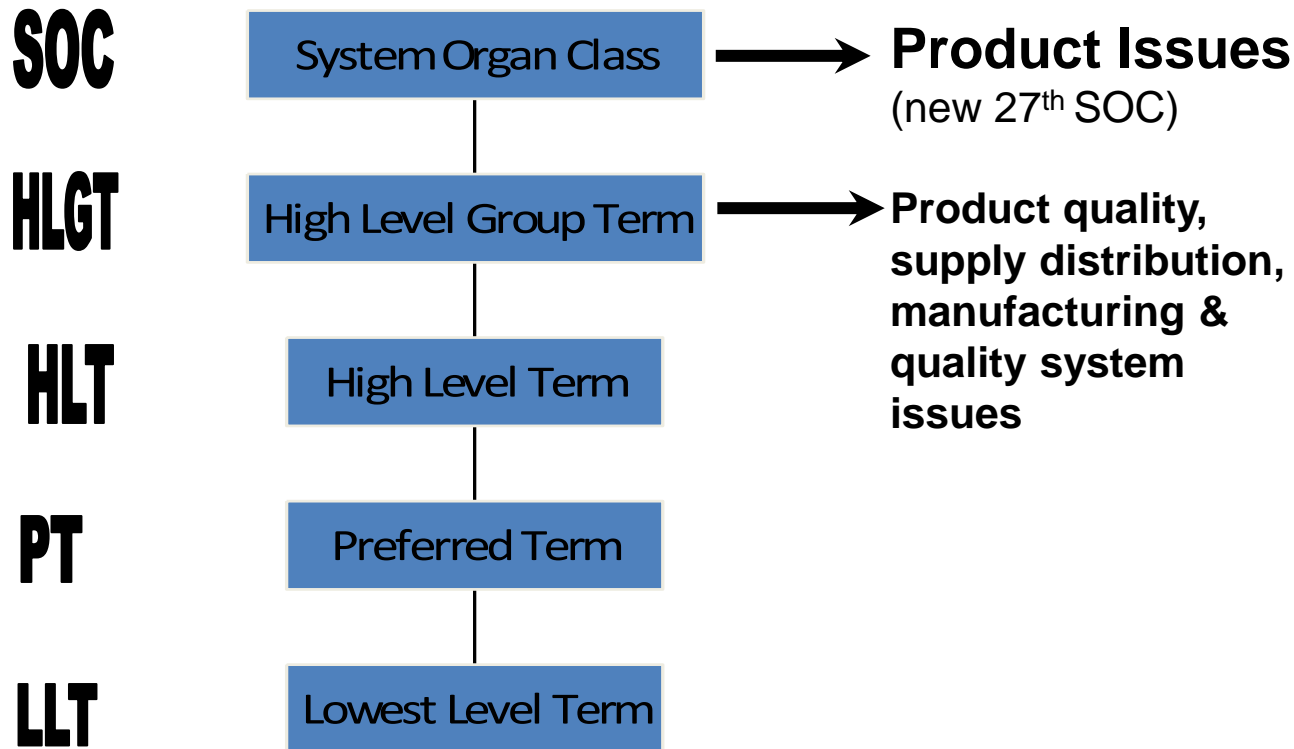 SOC
System Organ Class
Product Issues
(new 27th SOC)
HLGT
High Level Group Term
Product quality,
supply distribution,
manufacturing &
quality system
issues
HLT
High Level Term
PT
Preferred Term
LLT
Lowest Level Term